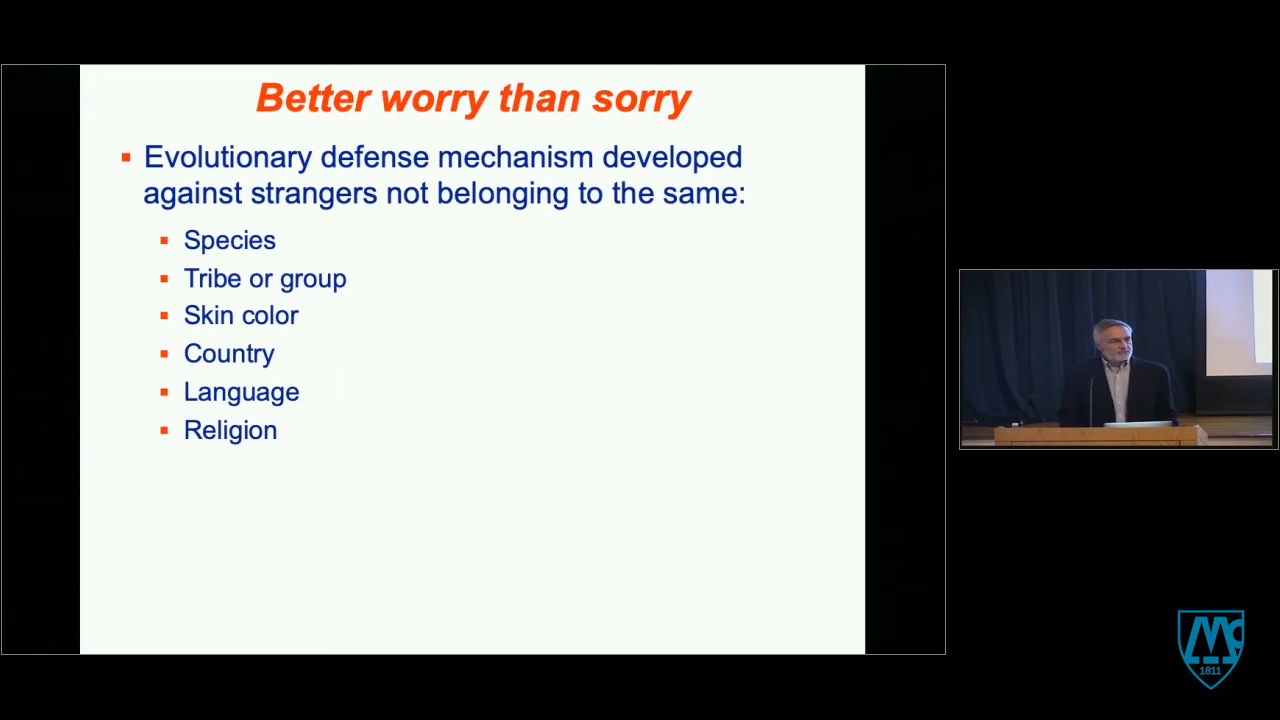 Better worry than sorry
Evolutionary defense mechanism developed
against strangers not belonging to the same:
Species
Tribe or group
Skin color
Country
Language
Religion
MC
1811